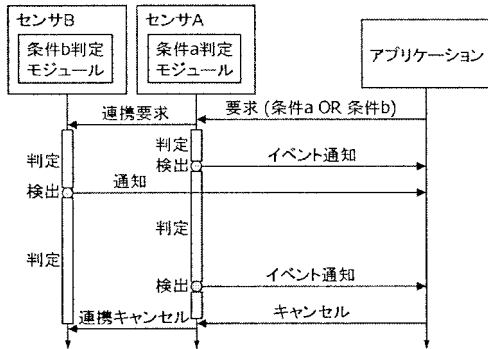 センサB
センサA
条件b判定
モジュール
条件a判定
モジュール
アプリケーション
連携要求
要求 (条件a OR 条件b)
判定
判定
検出
イベント通知
検出
通知
判定
判定
検出
イベント通知
連携キャンセル
キャンセル